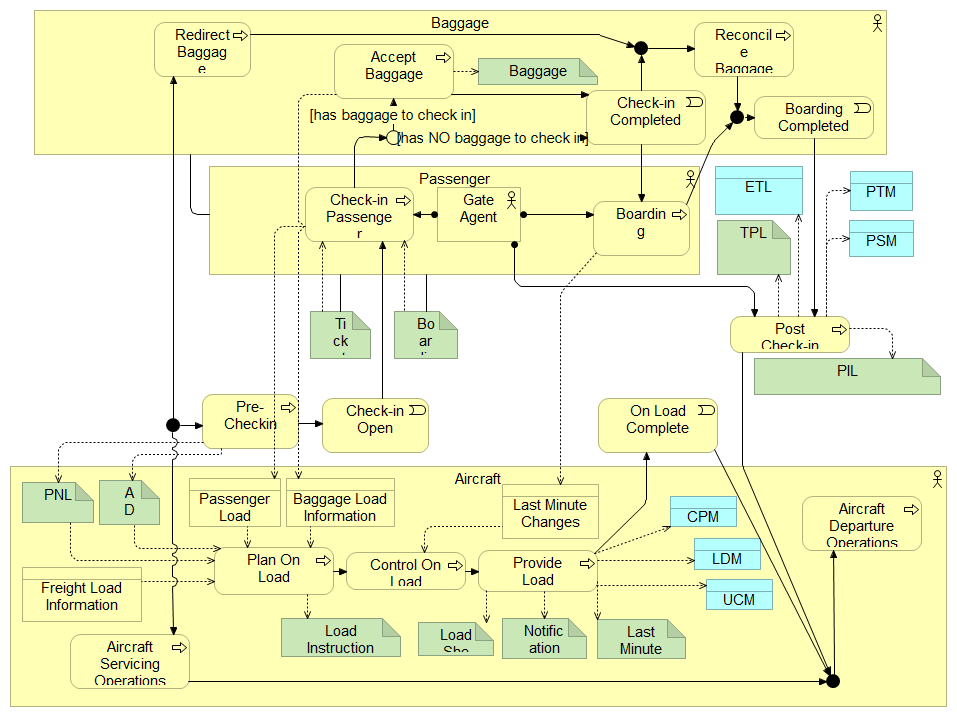 Baggage
Redirect
Baggag
e
Accept
Baggage
Baggage
Reconcil
e
Baggage
[has baggage to check in]
[has NO baggage to check in]
Check-in
Completed
Boarding
Completed
Passenger
Check-in
Passenge
r
Gate
Agent
Boardin
g
ETL
TPL
PTM
PSM
Ti
ck
Bo
ar
Post
Check-in
PIL
Pre-
Checkin
Check-in
Open
On Load
Complete
Aircraft
PNL
A
D
Passenger
Load
Baggage Load
Information
Last Minute
Changes
CPM
Aircraft
Departure
Operations
Plan On
Load
Control On
Load
Provide
Load
LDM
UCM
Freight Load
Information
Load
Instruction
Load
Sho
Notific
ation
Last
Minute
Aircraft
Servicing
Operations